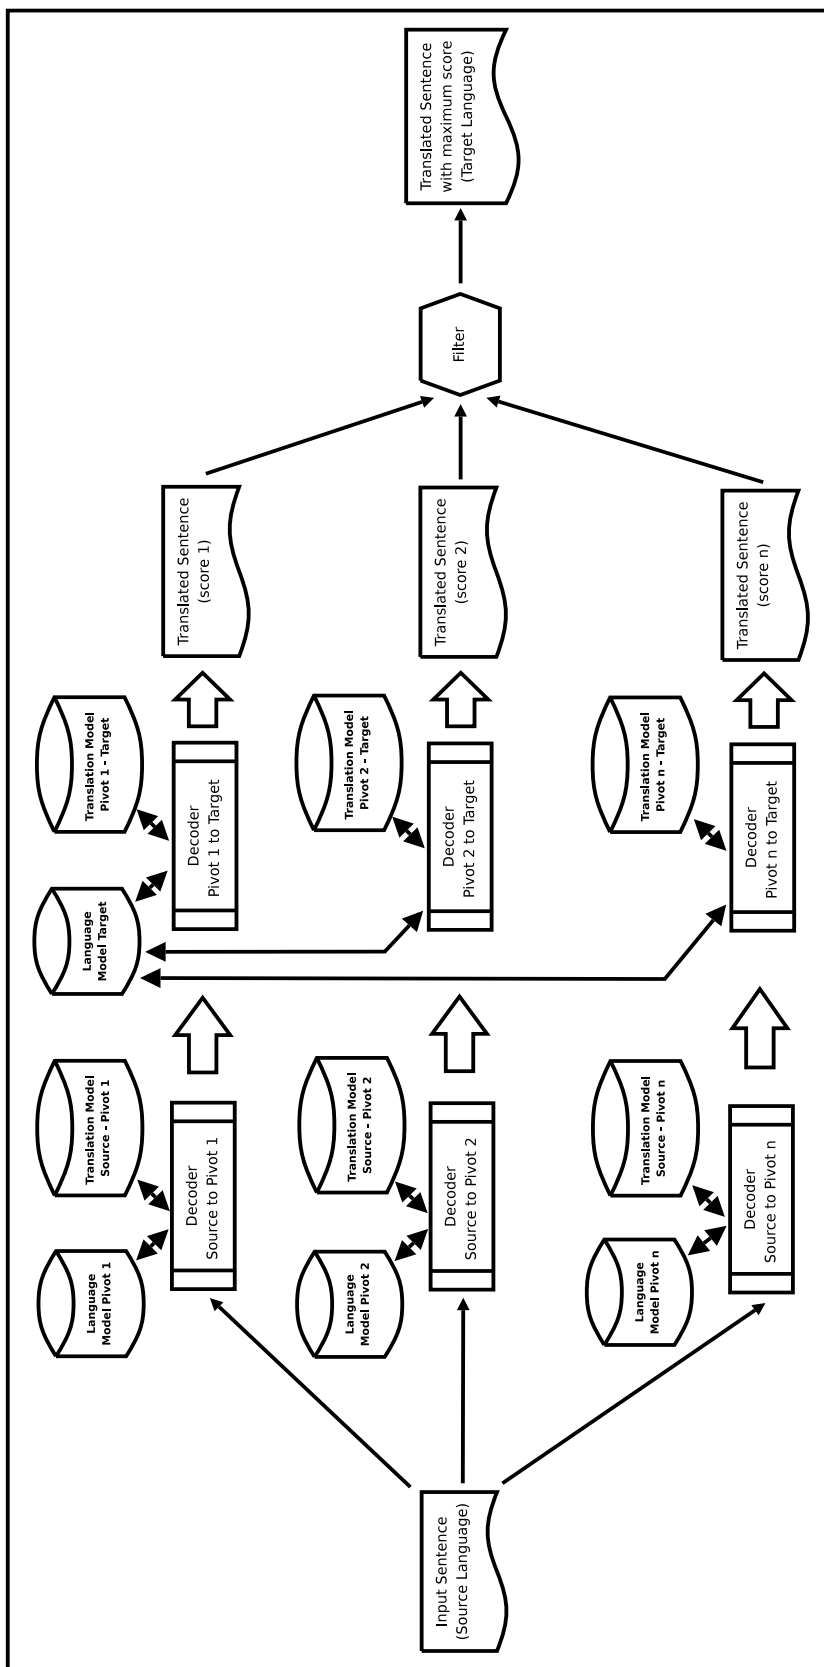 Input Sentence
(Source Language)
Language
Model Pivot 1
Translation Model
Source – Pivot 1
Decoder
Source to Pivot 1
Language
Model Target
Translation Model
Pivot 1 – Target
Decoder
Pivot 1 to Target
Translated Sentence
(score 1)
Language
Model Pivot 2
Translation Model
Source – Pivot 2
Decoder
Source to Pivot 2
Translation Model
Pivot 2 – Target
Decoder
Pivot 2 to Target
Translated Sentence
(score 2)
Language
Model Pivot n
Translation Model
Source – Pivot n
Decoder
Source to Pivot n
Translation Model
Pivot n – Target
Decoder
Pivot n to Target
Translated Sentence
(score n)
Filter
Translated Sentence
with maximum score
(Target Language)